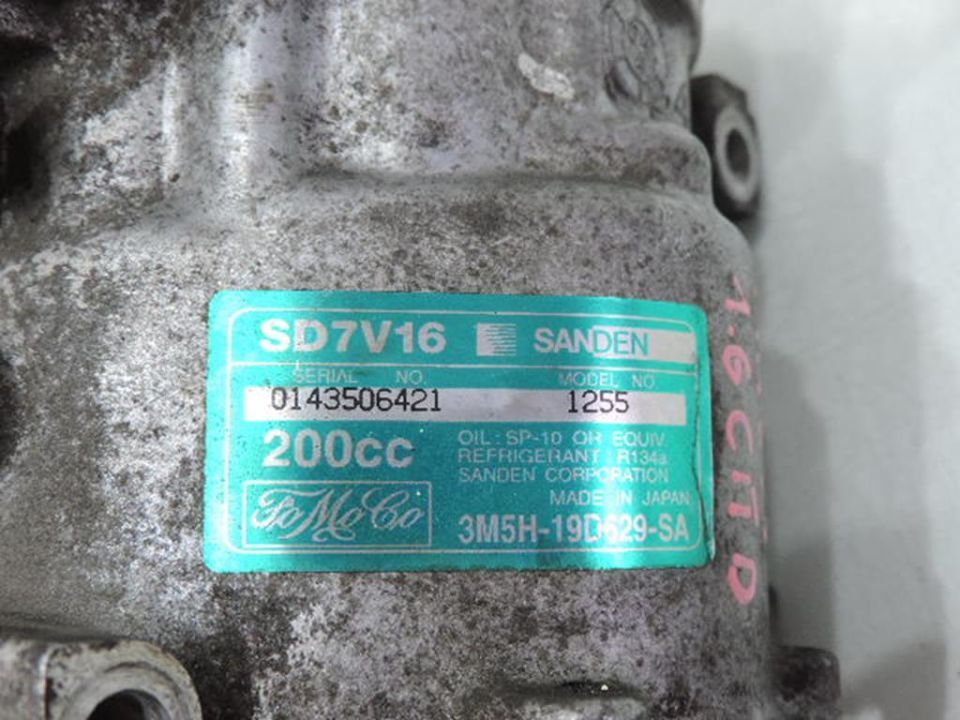 SD7V16 SANDEN
SERIAL NO. MODEL NO.
0143506421 1255
200cc
OIL : SP-10 OR EQUIV.
REFRIGERANT : R134a
SANDEN CORPORATION
MADE IN JAPAN
FoMoCo
3M5H-19D629-SA
1.6 CITD